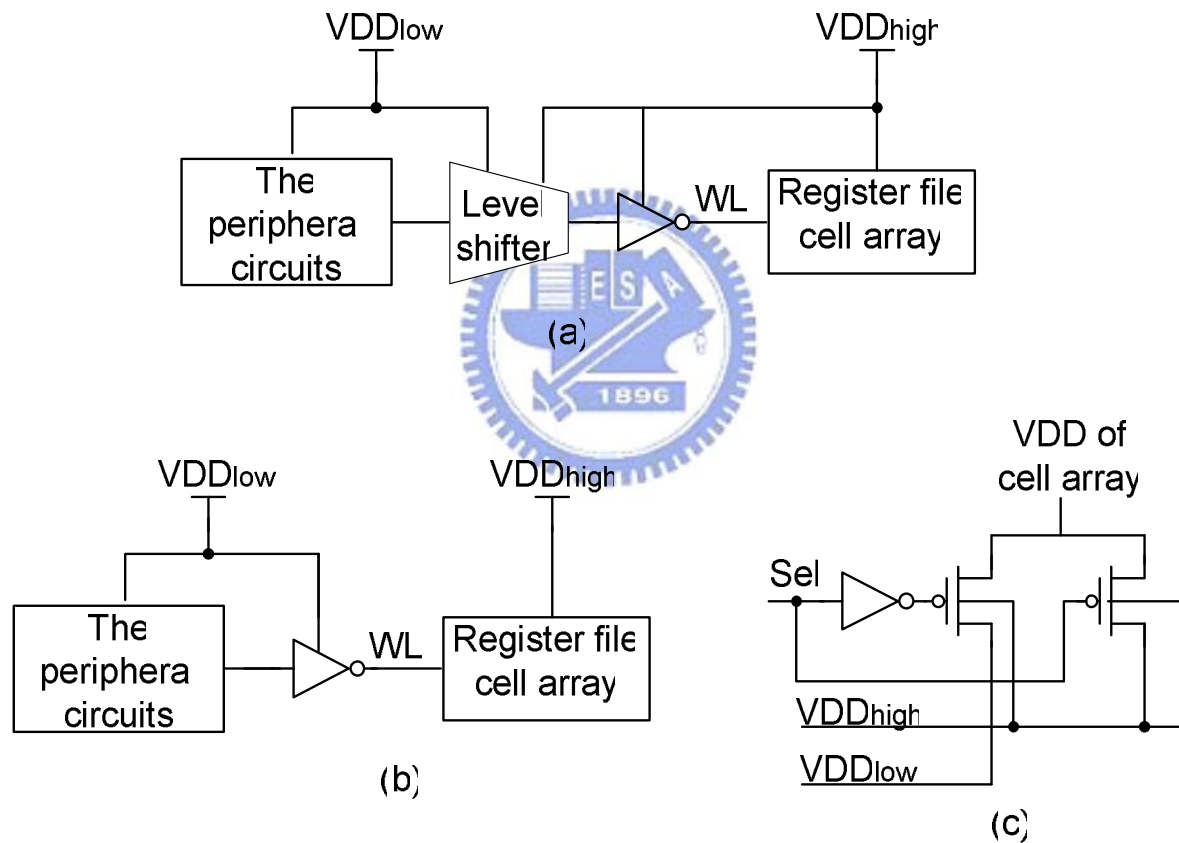 VDDlow
VDDhigh
The
periphera
circuits
Level
shifter
WL
Register file
cell array
E S A
1896
(a)
VDDlow
VDDhigh
The
periphera
circuits
WL
Register file
cell array
(b)
VDD of
cell array
Sel
VDDhigh
VDDlow
(c)